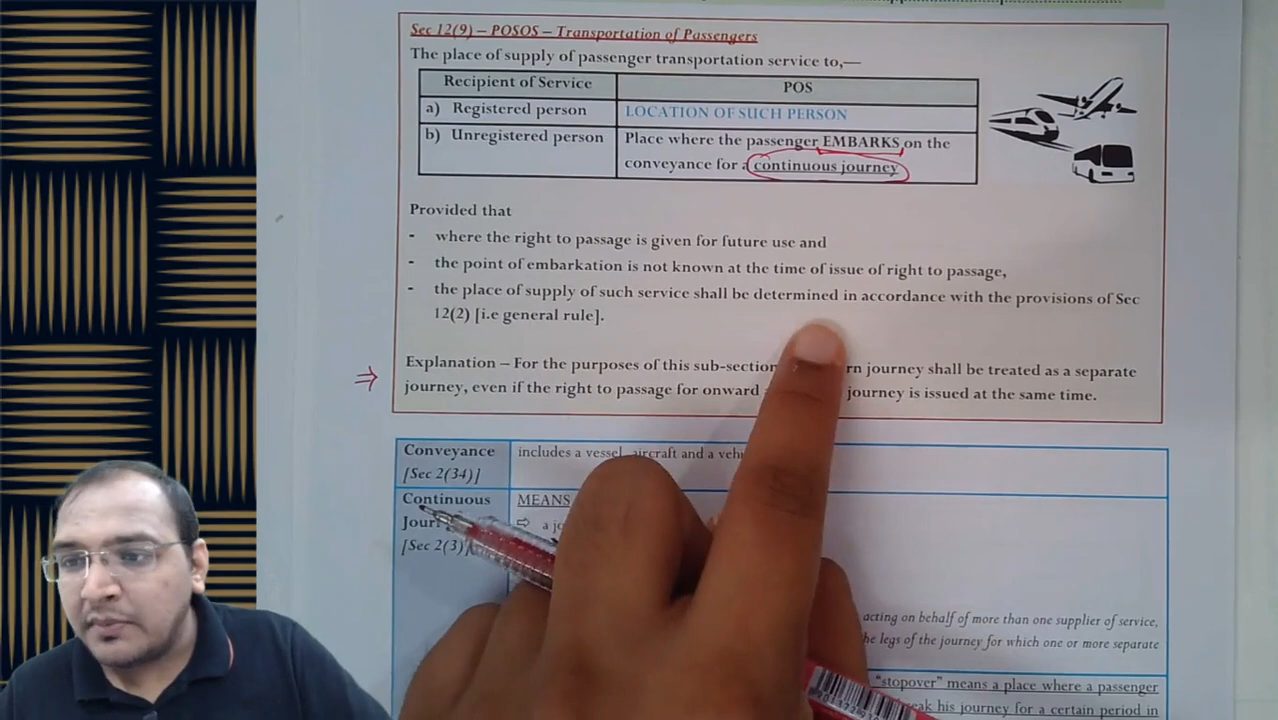 Sec 12(9) – POSOS – Transportation of Passengers
The place of supply of passenger transportation service to,—
Recipient of Service POS
a) Registered person LOCATION OF SUCH PERSON
b) Unregistered person Place where the passenger EMBARKS on the
conveyance for a continuous journey
Provided that
- where the right to passage is given for future use and
- the point of embarkation is not known at the time of issue of right to passage,
- the place of supply of such service shall be determined in accordance with the provisions of Sec
12(2) [i.e general rule].
⇒ Explanation – For the purposes of this sub-section journey shall be treated as a separate
journey, even if the right to passage for onward journey is issued at the same time.
Conveyance includes a vessel, aircraft and a
[Sec 2(34)]
Continuous MEANS
⇨ a
[Sec 2(3)]
acting on behalf of more than one supplier of service,
legs of the journey for which one or more separate
"stopover" means a place where a passenger
his journey for a certain period in